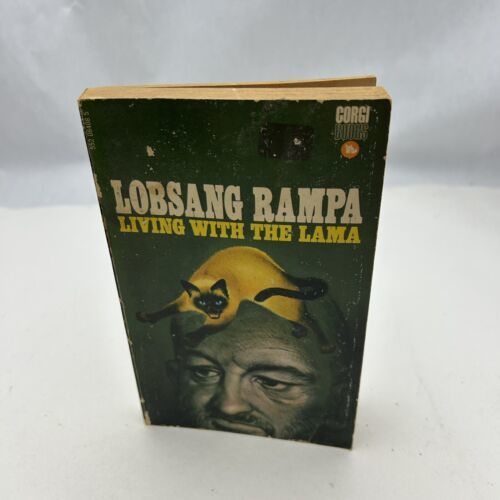 CORGI
BOOKS
LOBSANG RAMPA
LIVING WITH THE LAMA